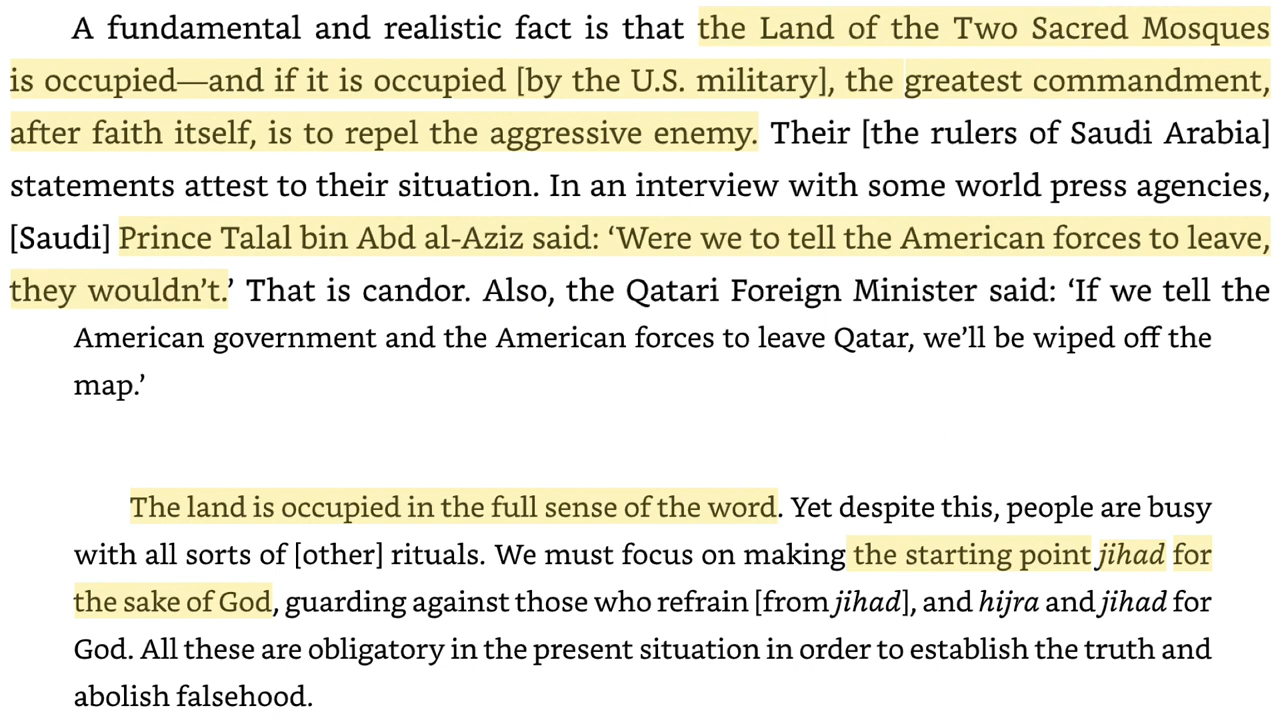 A fundamental and realistic fact is that the Land of the Two Sacred Mosques
is occupied—and if it is occupied [by the U.S. military], the greatest commandment,
after faith itself, is to repel the aggressive enemy. Their [the rulers of Saudi Arabia]
statements attest to their situation. In an interview with some world press agencies,
[Saudi] Prince Talal bin Abd al-Aziz said: ‘Were we to tell the American forces to leave,
they wouldn’t.’ That is candor. Also, the Qatari Foreign Minister said: ‘If we tell the
American government and the American forces to leave Qatar, we’ll be wiped off the
map.’
The land is occupied in the full sense of the word. Yet despite this, people are busy
with all sorts of [other] rituals. We must focus on making the starting point jihad for
the sake of God, guarding against those who refrain [from jihad], and hijra and jihad for
God. All these are obligatory in the present situation in order to establish the truth and
abolish falsehood.